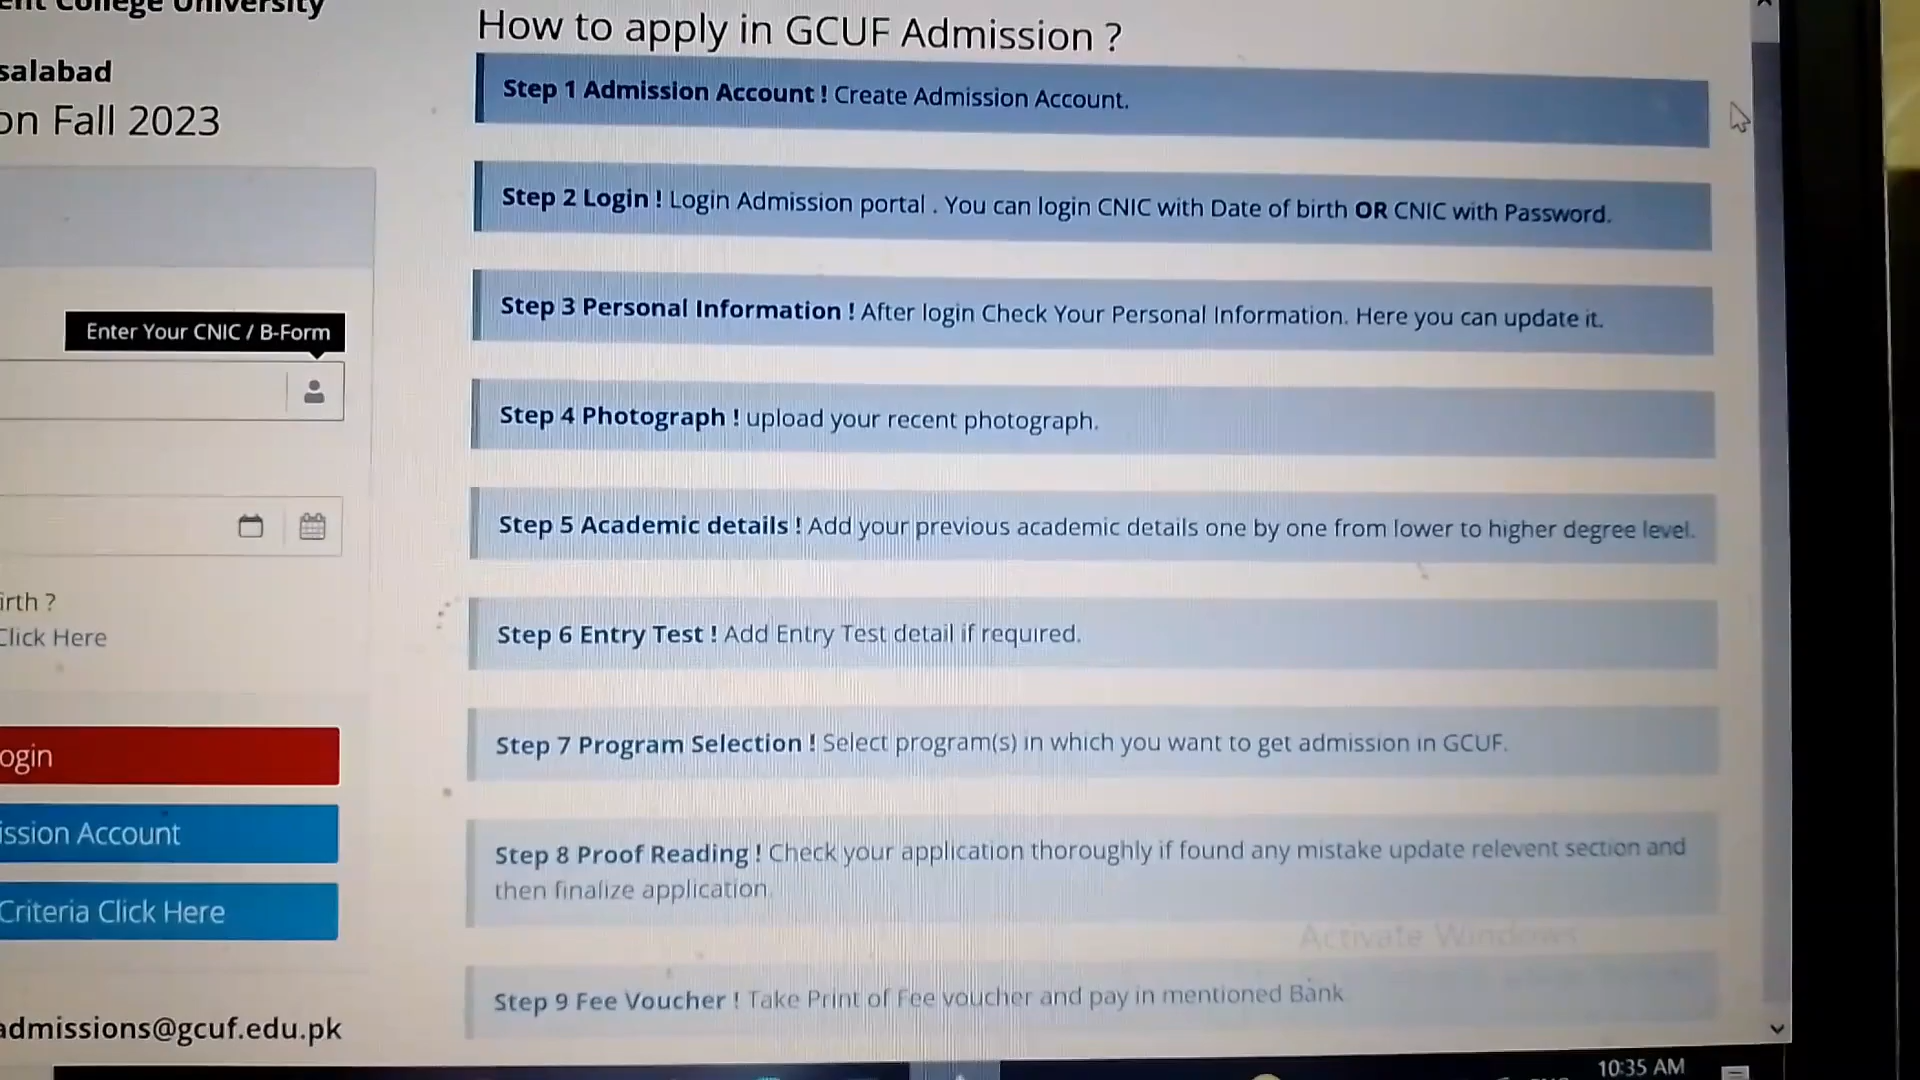 College University
salabad
on Fall 2023
Enter Your CNIC / B-Form
irth ?
Click Here
ogin
ission Account
Criteria Click Here
admissions@gcuf.edu.pk
How to apply in GCUF Admission ?
Step 1 Admission Account ! Create Admission Account.
Step 2 Login ! Login Admission portal . You can login CNIC with Date of birth OR CNIC with Password.
Step 3 Personal Information ! After login Check Your Personal Information. Here you can update it.
Step 4 Photograph ! upload your recent photograph.
Step 5 Academic details ! Add your previous academic details one by one from lower to higher degree level.
Step 6 Entry Test ! Add Entry Test detail if required.
Step 7 Program Selection ! Select program(s) in which you want to get admission in GCUF.
Step 8 Proof Reading ! Check your application thoroughly if found any mistake update relevent section and
then finalize application.
Activate Windows
Step 9 Fee Voucher ! Take Print of Fee voucher and pay in mentioned Bank
10:35 AM